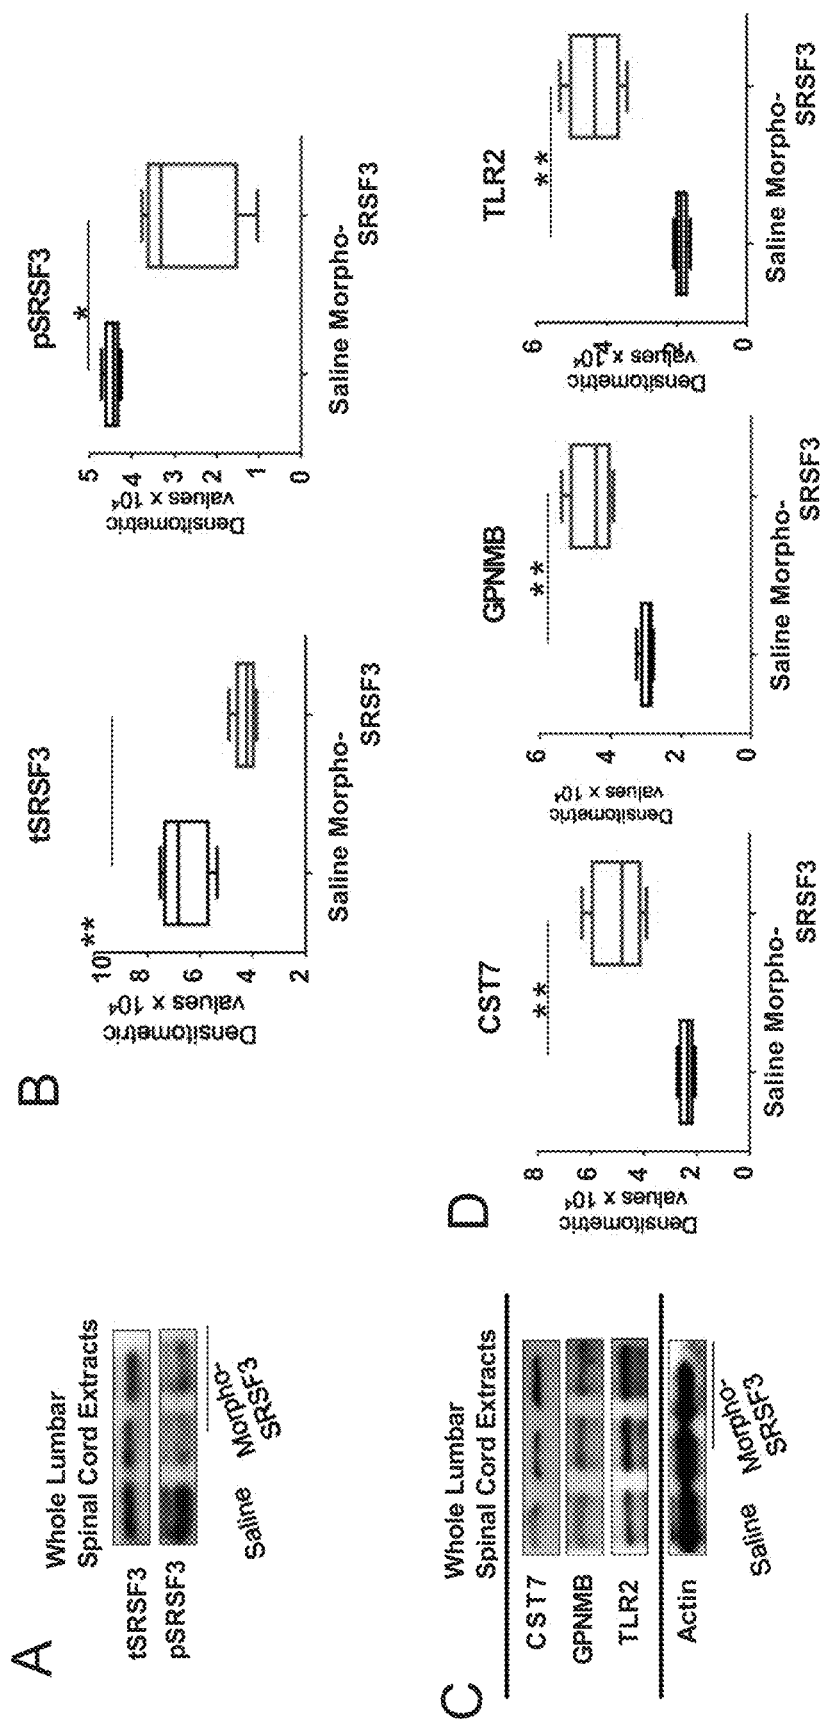 A
Whole Lumbar
Spinal Cord Extracts
tSRSF3
pSRSF3
Saline
Morpho-
SRSF3
B
tSRSF3
**
Densitometric
values x 10⁴
10
8
6
4
2
Saline Morpho-
SRSF3
pSRSF3
*
Densitometric
values x 10⁴
5
4
3
2
1
0
Saline Morpho-
SRSF3
C
Whole Lumbar
Spinal Cord Extracts
CST7
GPNMB
TLR2
Actin
Saline
Morpho-
SRSF3
D
CST7
**
Densitometric
values x 10⁴
8
6
4
2
0
Saline Morpho-
SRSF3
GPNMB
**
Densitometric
values x 10⁴
6
4
2
0
Saline Morpho-
SRSF3
TLR2
**
Densitometric
values x 10⁴
6
4
2
0
Saline Morpho-
SRSF3